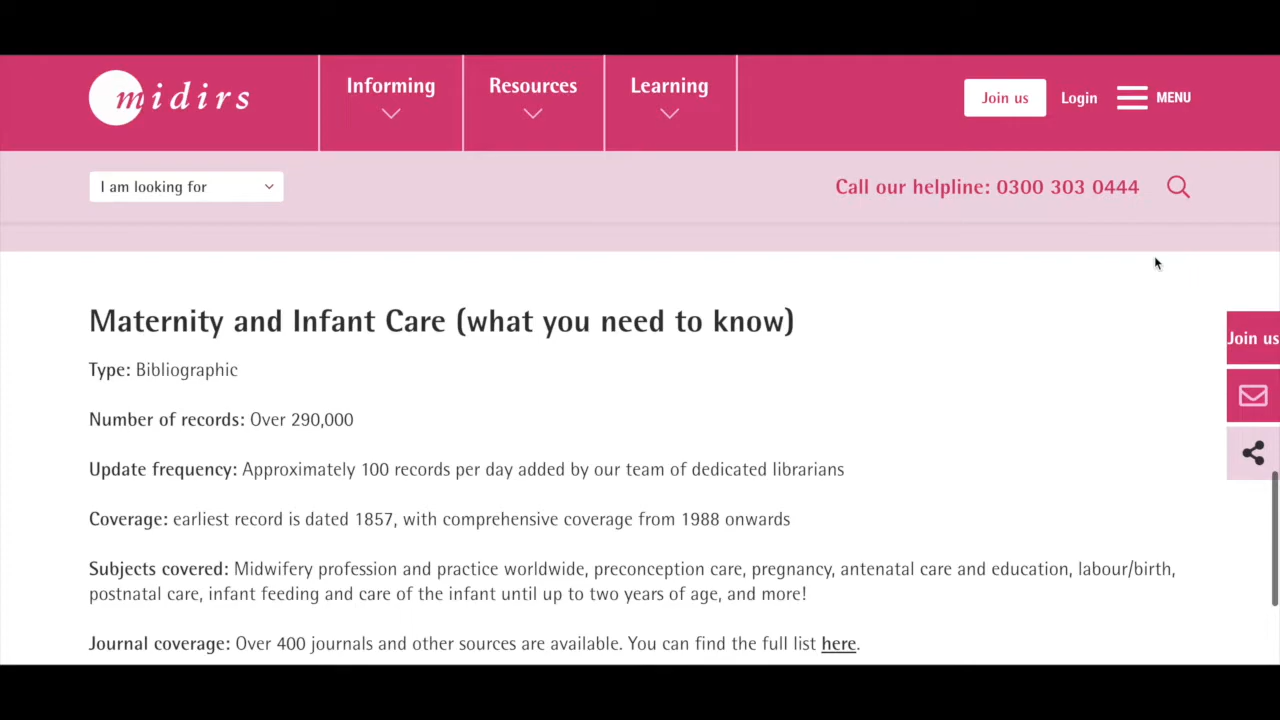 midirs
Informing
Resources
Learning
Join us
Login
MENU
I am looking for
Call our helpline: 0300 303 0444
Maternity and Infant Care (what you need to know)
Type: Bibliographic
Number of records: Over 290,000
Update frequency: Approximately 100 records per day added by our team of dedicated librarians
Coverage: earliest record is dated 1857, with comprehensive coverage from 1988 onwards
Subjects covered: Midwifery profession and practice worldwide, preconception care, pregnancy, antenatal care and education, labour/birth,
postnatal care, infant feeding and care of the infant until up to two years of age, and more!
Journal coverage: Over 400 journals and other sources are available. You can find the full list here.
Join us